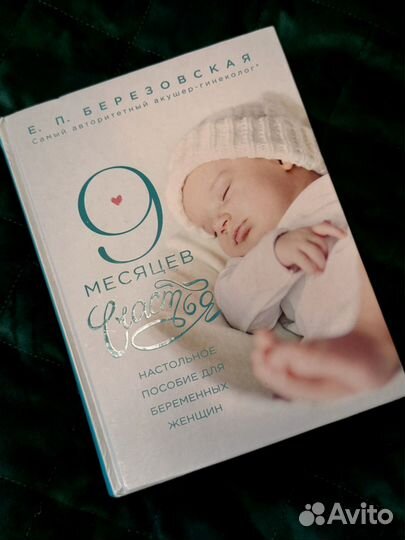 Е. П. БЕРЕЗОВСКАЯ
Самый авторитетный акушер-гинеколог*
9
МЕСЯЦЕВ
счастья
НАСТОЛЬНОЕ
ПОСОБИЕ ДЛЯ
БЕРЕМЕННЫХ
ЖЕНЩИН
Avito